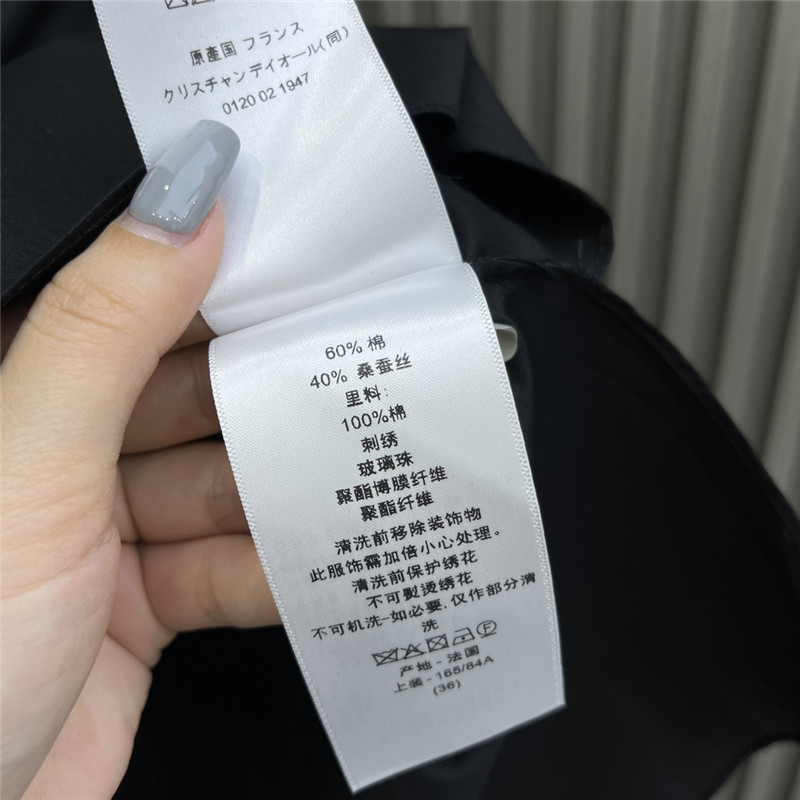 原產国 フランス
クリスチャンデイオール(同)
0120 02 1947
60% 棉
40% 桑蚕丝
里料:
100%棉
刺绣
玻璃珠
聚酯博膜纤维
聚酯纤维
清洗前移除装饰物
此服饰需加倍小心处理。
清洗前保护绣花
不可熨烫绣花
不可机洗-如必要,仅作部分清
洗
产地 - 法国
上装 - 165/84A
(36)